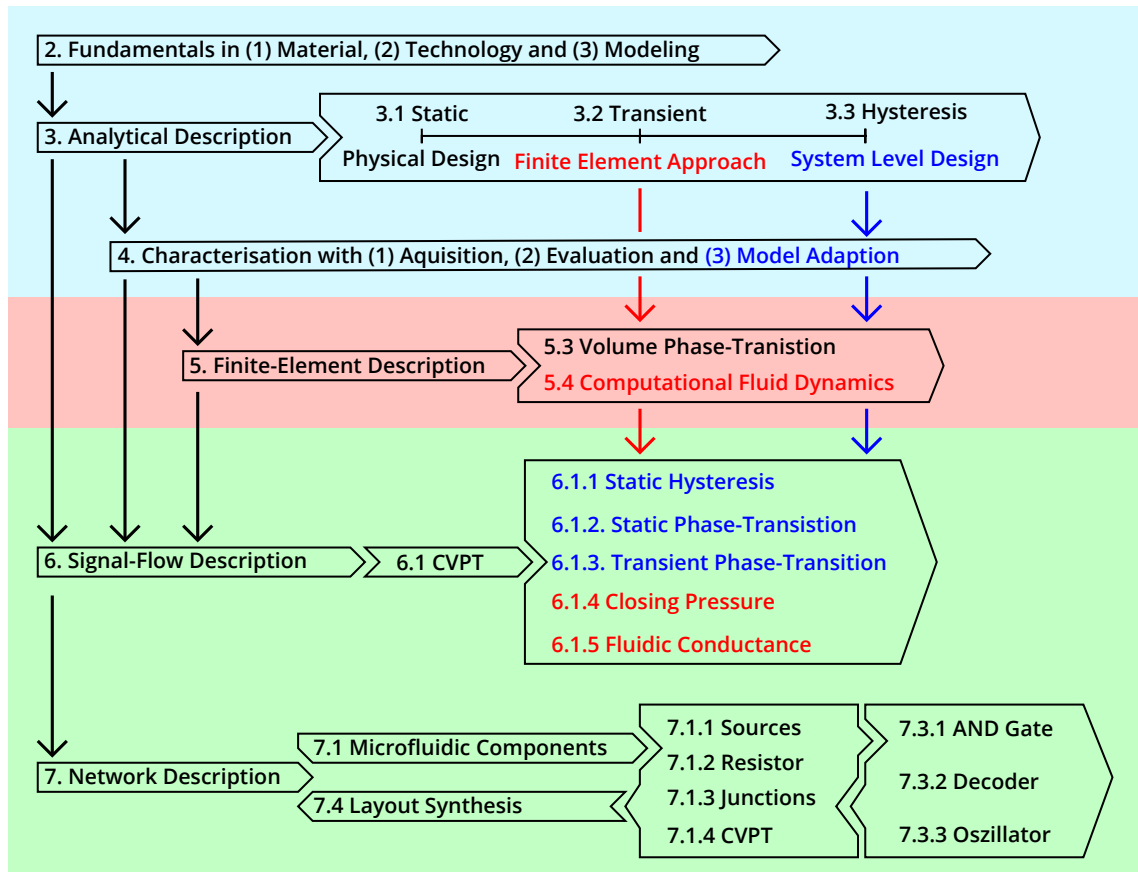 2. Fundamentals in (1) Material, (2) Technology and (3) Modeling
3. Analytical Description
3.1 Static
3.2 Transient
3.3 Hysteresis
Physical Design
Finite Element Approach
System Level Design
4. Characterisation with (1) Aquisition, (2) Evaluation and (3) Model Adaption
5. Finite-Element Description
5.3 Volume Phase-Tranistion
5.4 Computational Fluid Dynamics
6. Signal-Flow Description
6.1 CVPT
6.1.1 Static Hysteresis
6.1.2. Static Phase-Transistion
6.1.3. Transient Phase-Transition
6.1.4 Closing Pressure
6.1.5 Fluidic Conductance
7. Network Description
7.1 Microfluidic Components
7.4 Layout Synthesis
7.1.1 Sources
7.1.2 Resistor
7.1.3 Junctions
7.1.4 CVPT
7.3.1 AND Gate
7.3.2 Decoder
7.3.3 Oszillator